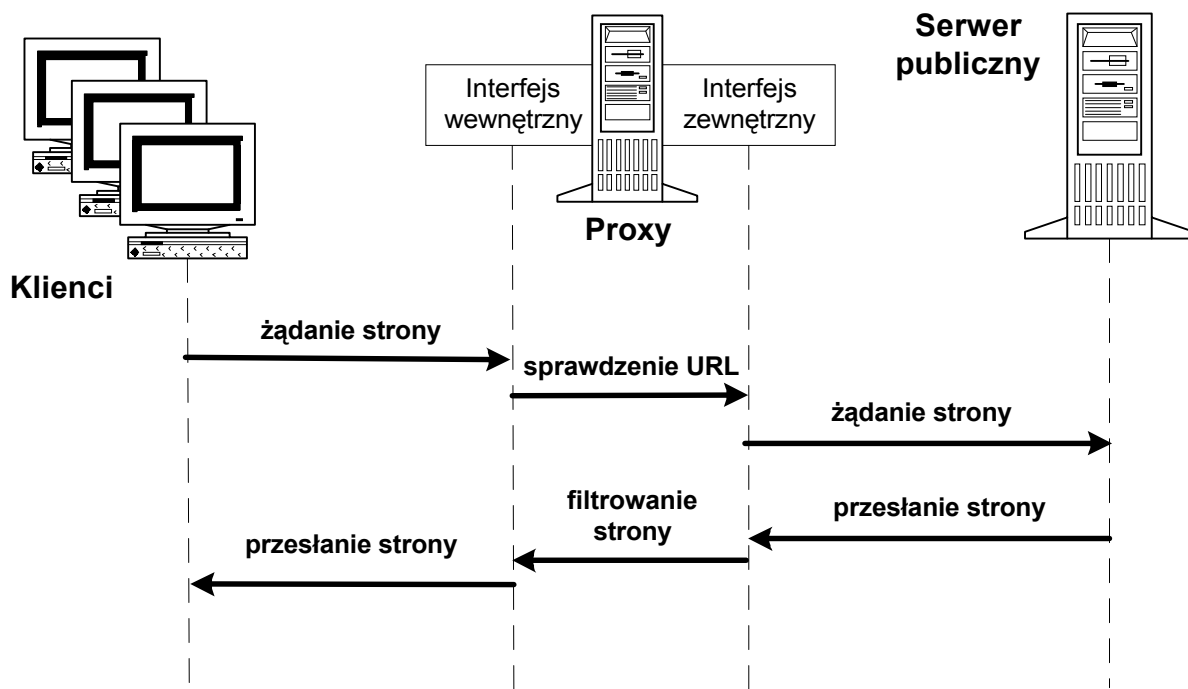 Serwer
publiczny
Interfejs
wewnętrzny
Interfejs
zewnętrzny
Proxy
Klienci
żądanie strony
sprawdzenie URL
żądanie strony
filtrowanie
strony
przesłanie strony
przesłanie strony